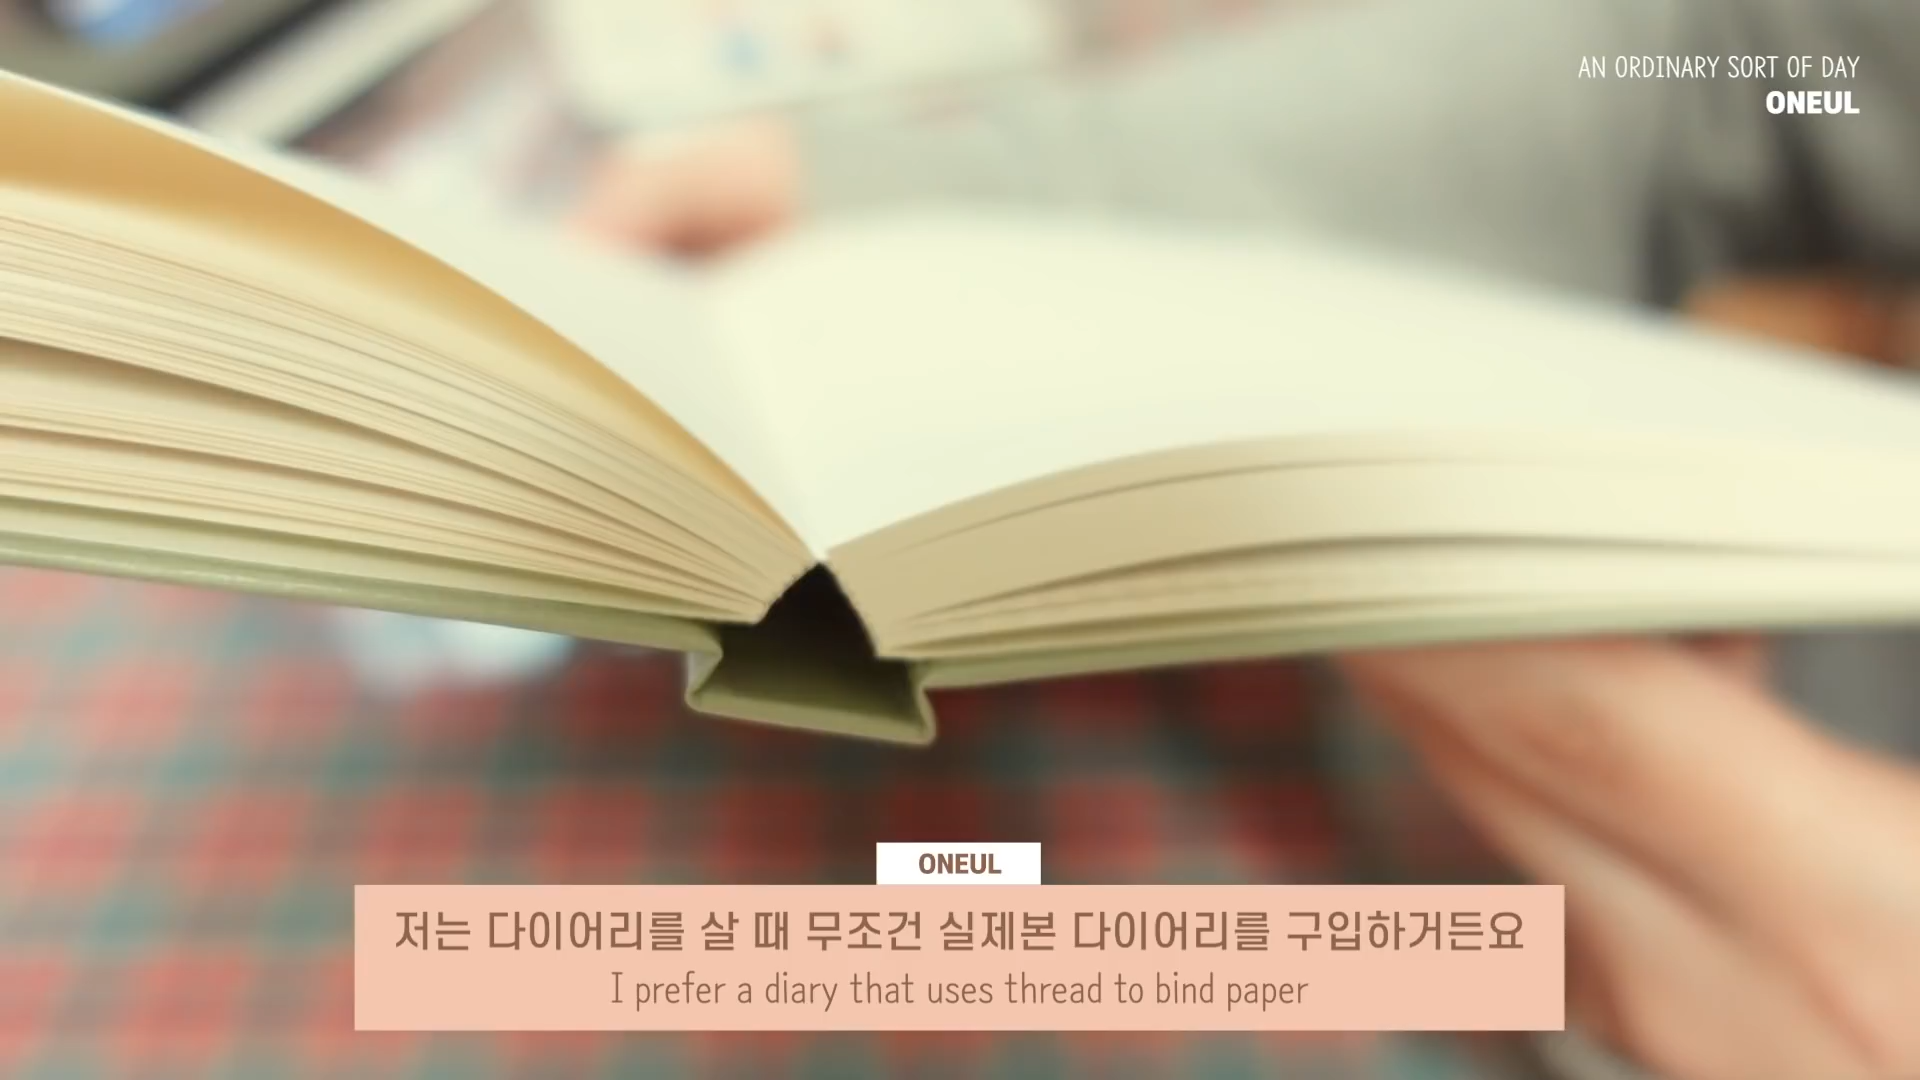 AN ORDINARY SORT OF DAY
ONEUL
ONEUL
저는 다이어리를 살 때 무조건 실제본 다이어리를 구입하거든요
I prefer a diary that uses thread to bind paper